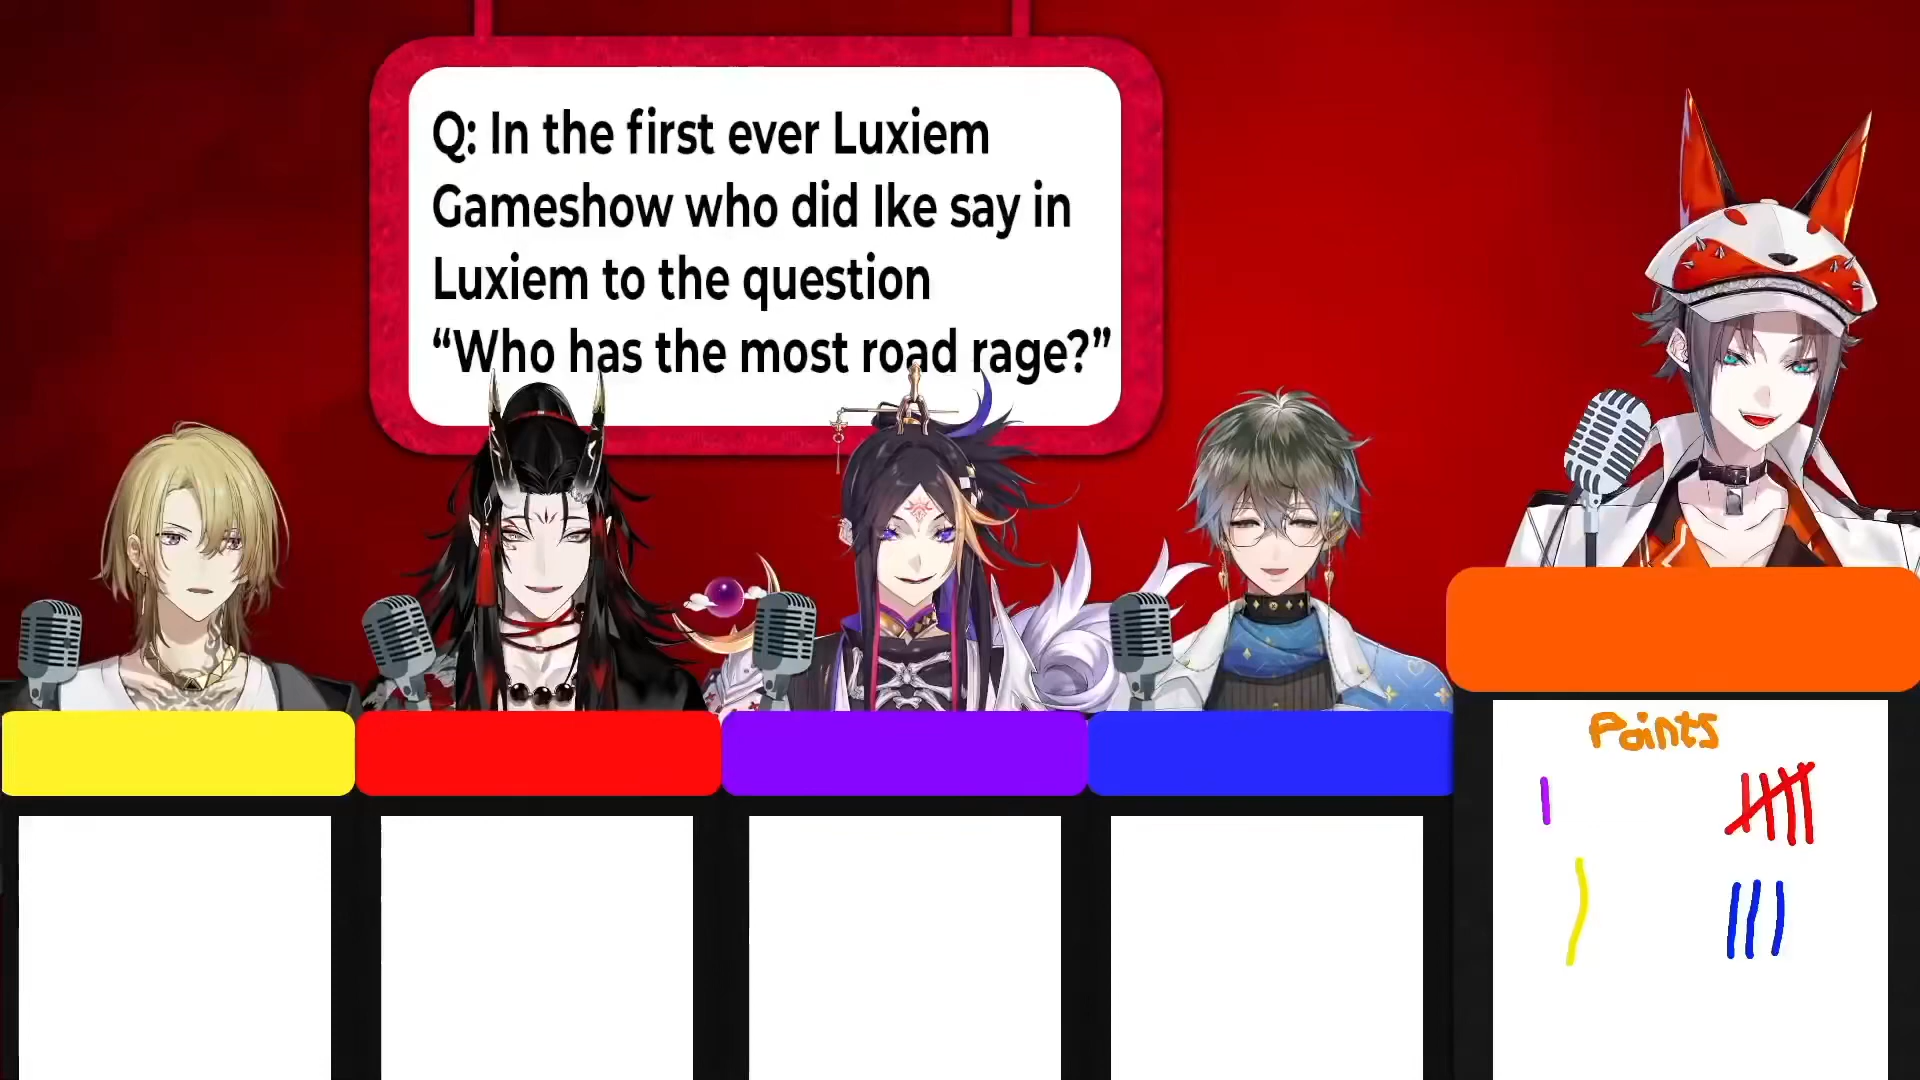 Q: In the first ever Luxiem
Gameshow who did Ike say in
Luxiem to the question
“Who has the most road rage?”
Points